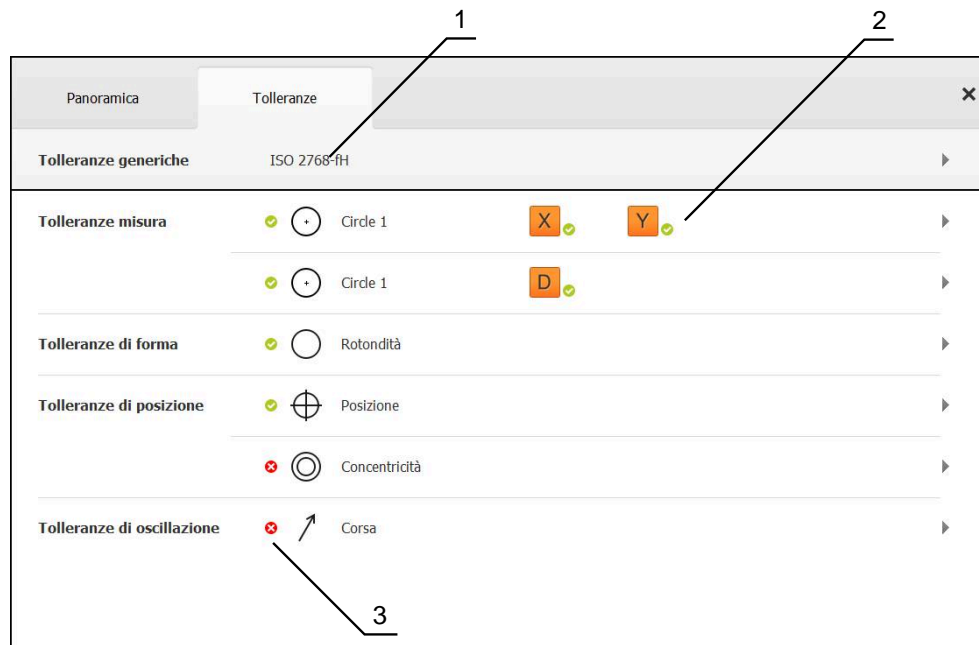 1
2
Panoramica Tolleranze
Tolleranze generiche ISO 2768-fH
Tolleranze misura Circle 1 X Y
Circle 1 D
Tolleranze di forma Rotondità
Tolleranze di posizione Posizione
Concentricità
Tolleranze di oscillazione Corsa
3